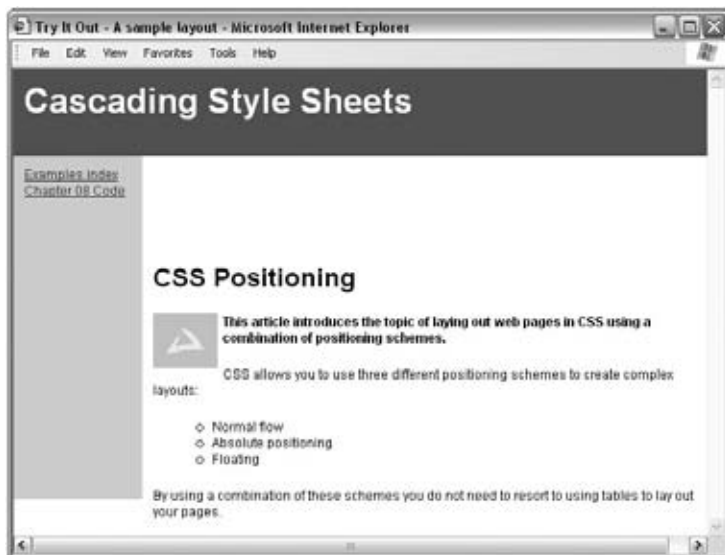 Try It Out - A sample layout - Microsoft Internet Explorer
File Edit View Favorites Tools Help
Cascading Style Sheets
Examples index
Chapter 08 Code
CSS Positioning
This article introduces the topic of laying out web pages in CSS using a
combination of positioning schemes.
CSS allows you to use three different positioning schemes to create complex
layouts:
Normal flow
Absolute positioning
Floating
By using a combination of these schemes you do not need to resort to using tables to lay out
your pages.